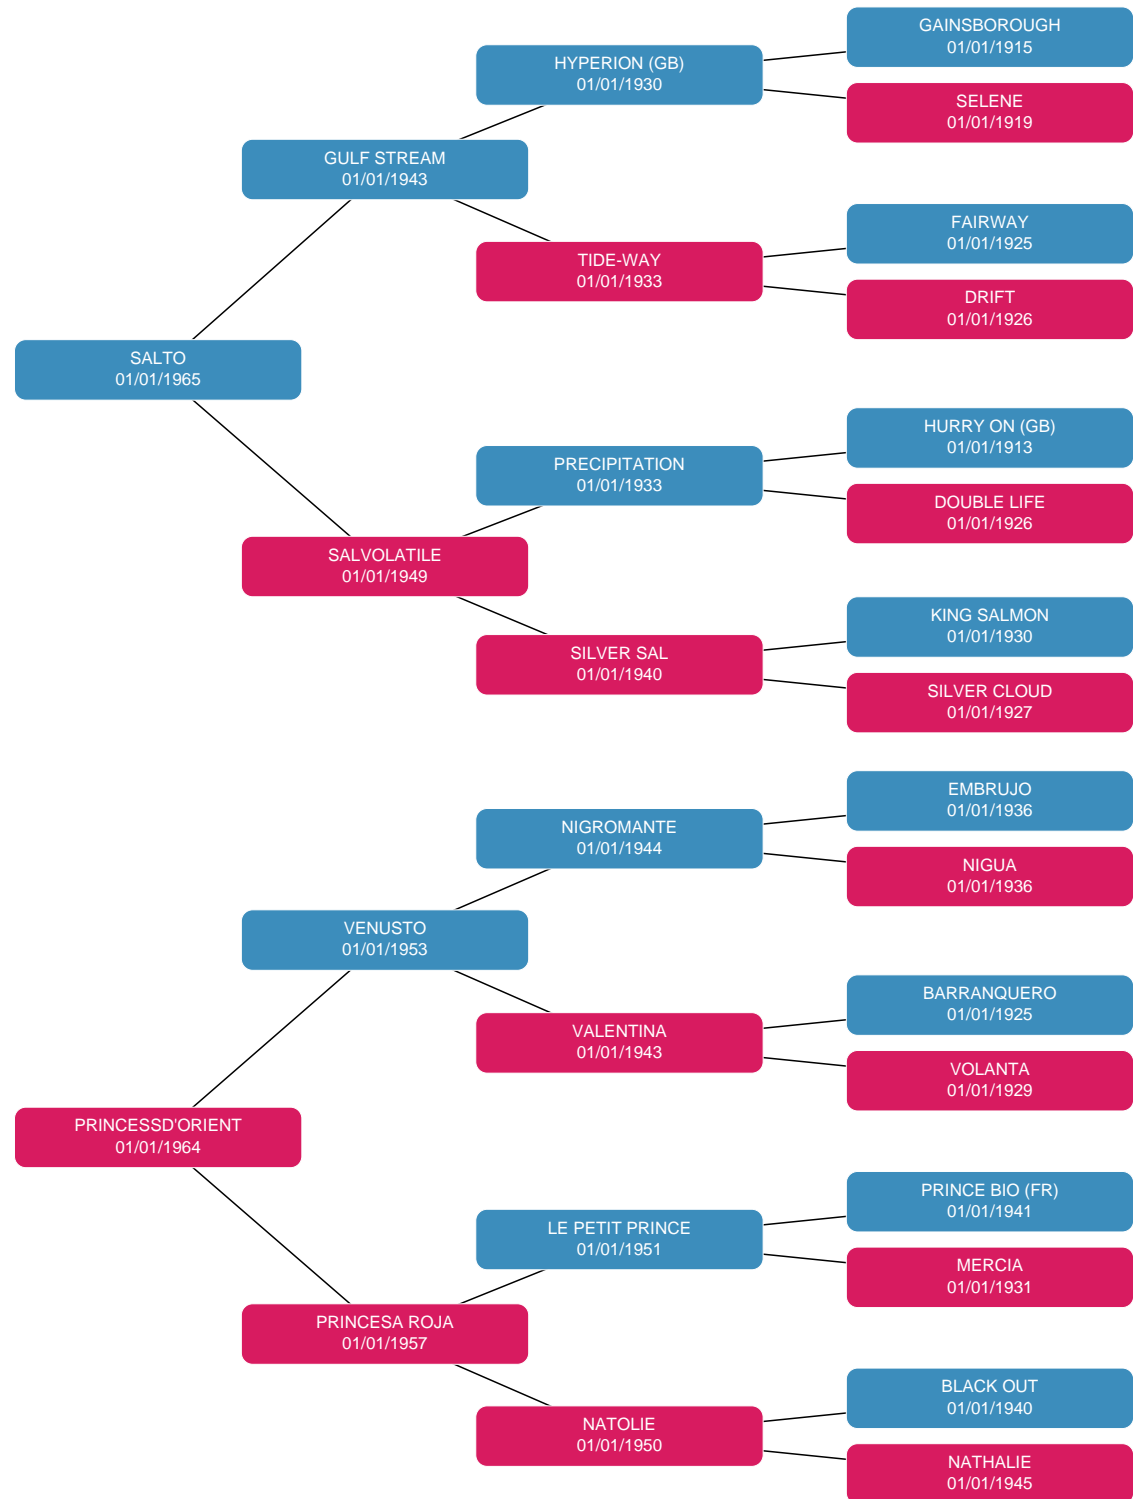 GAINSBOROUGH
01/01/1915
HYPERION (GB)
01/01/1930
SELENE
01/01/1919
GULF STREAM
01/01/1943
FAIRWAY
01/01/1925
TIDE-WAY
01/01/1933
DRIFT
01/01/1926
SALTO
01/01/1965
HURRY ON (GB)
01/01/1913
PRECIPITATION
01/01/1933
DOUBLE LIFE
01/01/1926
SALVOLATILE
01/01/1949
KING SALMON
01/01/1930
SILVER SAL
01/01/1940
SILVER CLOUD
01/01/1927
EMBRUJO
01/01/1936
NIGROMANTE
01/01/1944
NIGUA
01/01/1936
VENUSTO
01/01/1953
BARRANQUERO
01/01/1925
VALENTINA
01/01/1943
VOLANTA
01/01/1929
PRINCESSD'ORIENT
01/01/1964
PRINCE BIO (FR)
01/01/1941
LE PETIT PRINCE
01/01/1951
MERCIA
01/01/1931
PRINCESA ROJA
01/01/1957
BLACK OUT
01/01/1940
NATOLIE
01/01/1950
NATHALIE
01/01/1945